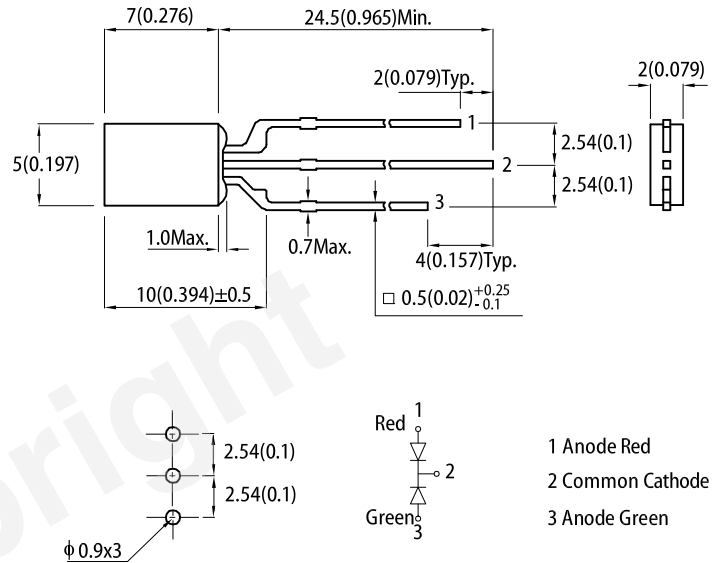 7(0.276)
24.5(0.965)Min.
2(0.079)Typ.
2(0.079)
1
2.54(0.1)
5(0.197)
2
2.54(0.1)
3
1.0Max.
0.7Max.
4(0.157)Typ.
10(0.394)±0.5
□ 0.5(0.02)+0.25 -0.1
bright
1
Red
2.54(0.1)
2
1 Anode Red
2 Common Cathode
2.54(0.1)
Green
3
3 Anode Green
ϕ 0.9x3